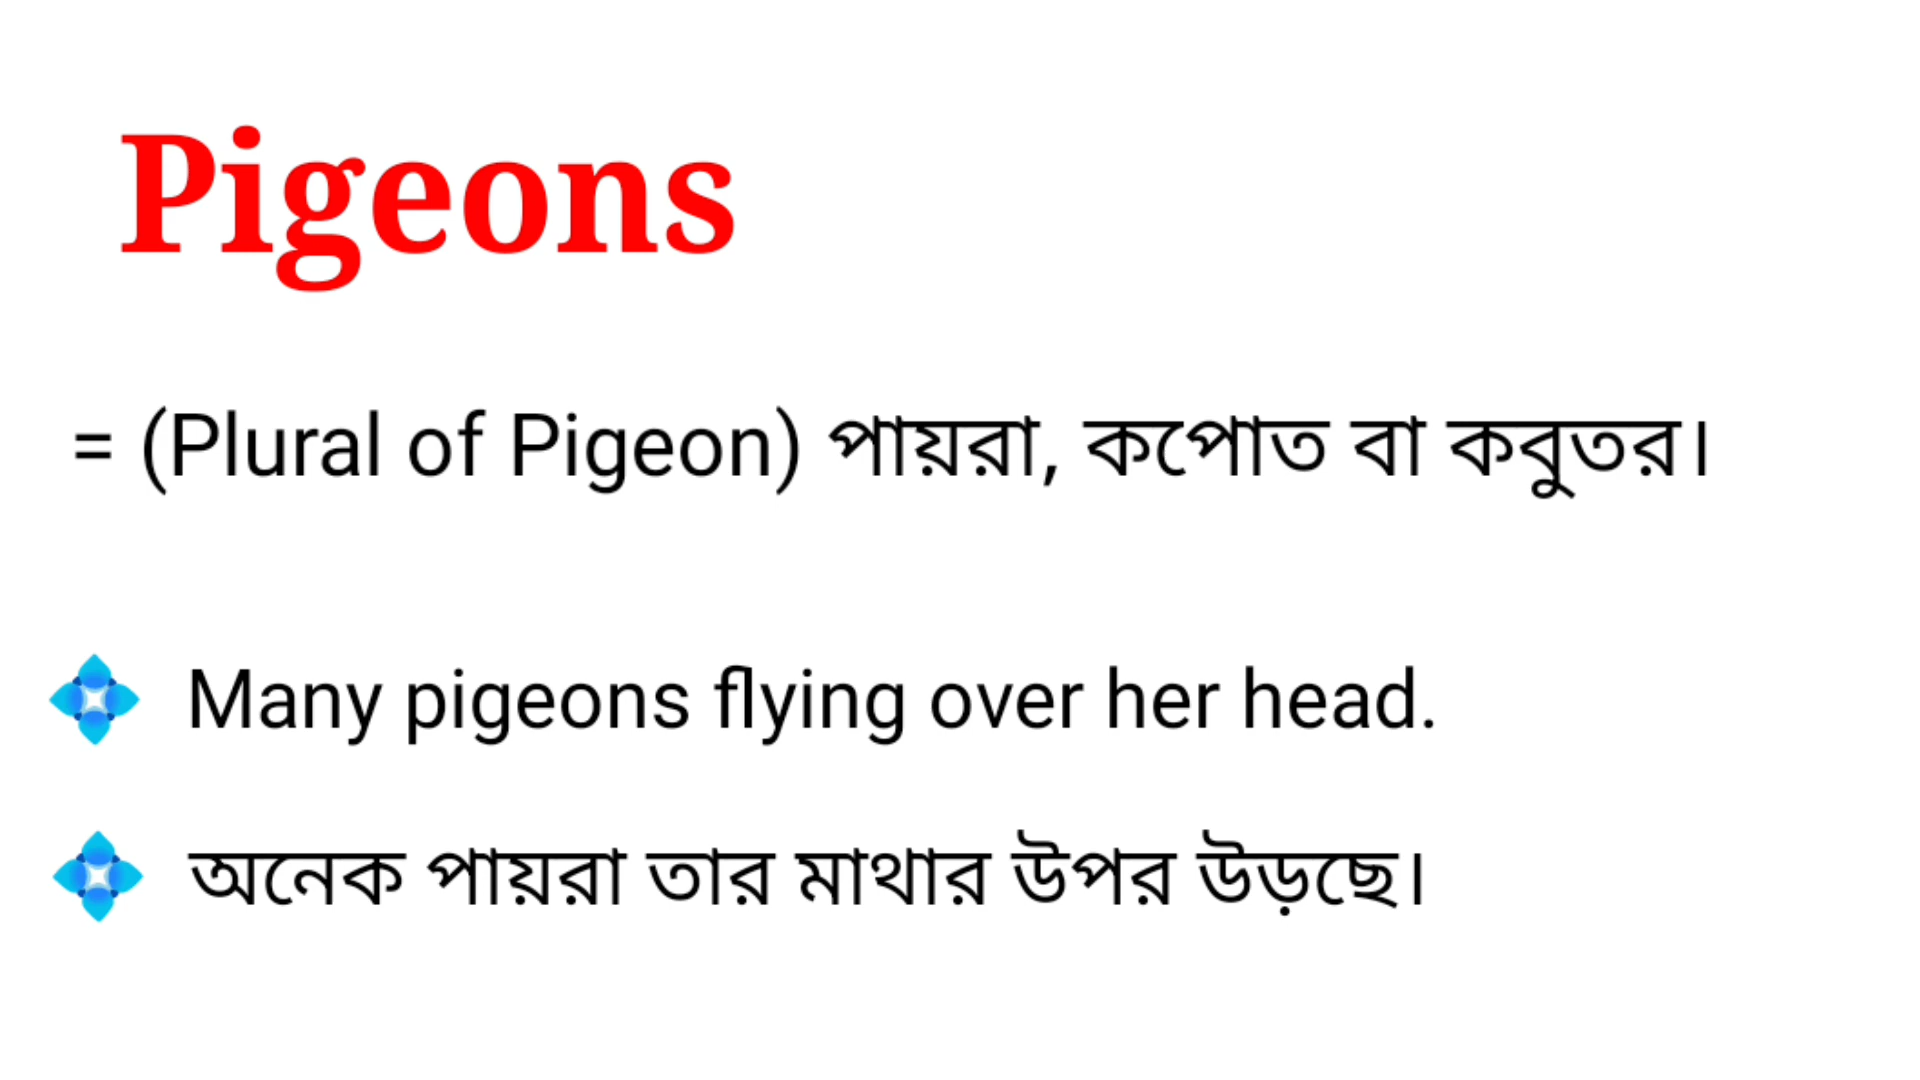 Pigeons
= (Plural of Pigeon) পায়রা, কপোত বা কবুতর।
💠 Many pigeons flying over her head.
💠 অনেক পায়রা তার মাথার উপর উড়ছে।